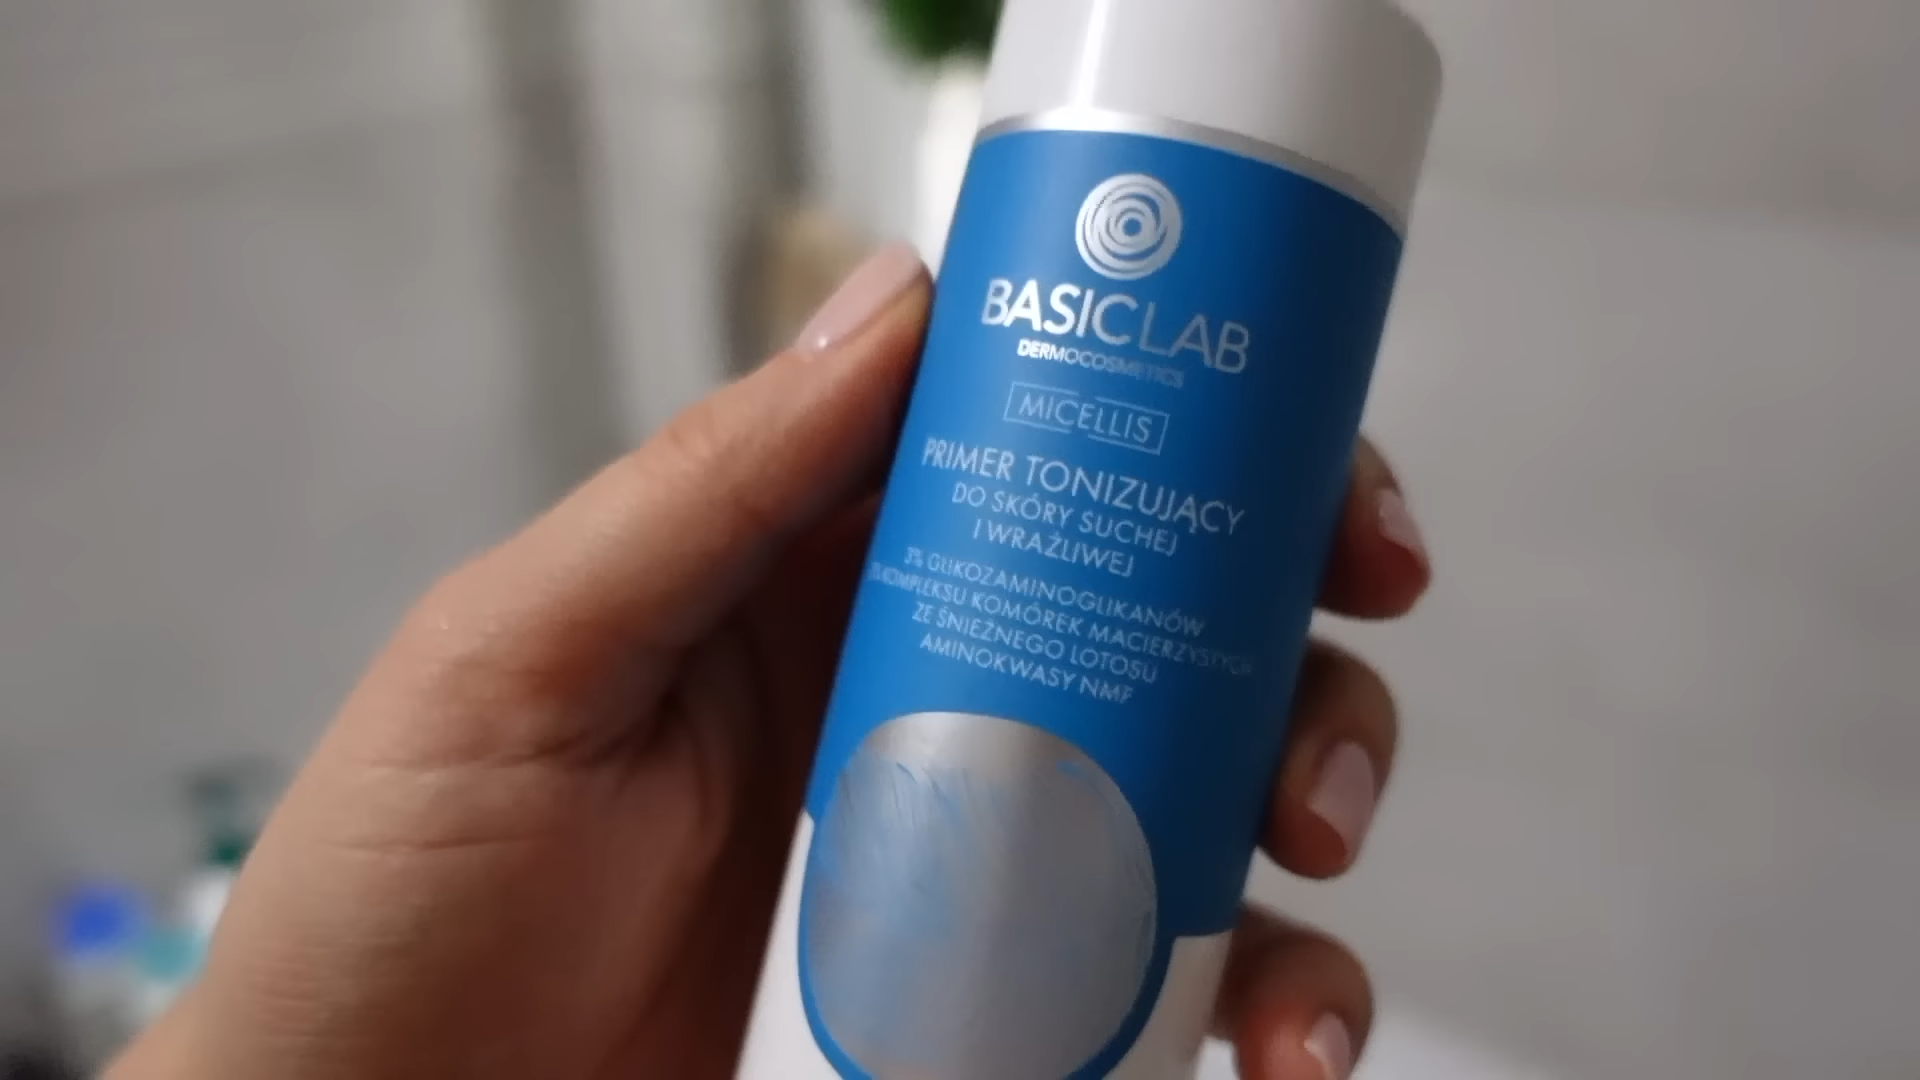 BASICLAB
DERMOCOSMETICS
MICELLIS
PRIMER TONIZUJĄCY
DO SKÓRY SUCHEJ
I WRAŻLIWEJ
3% GLIKOZAMINOGLIKANÓW
KOMPLEKSU KOMÓREK MACIERZYSTYCH
ZE ŚNIEŻNEGO LOTOSU
AMINOKWASY NMF